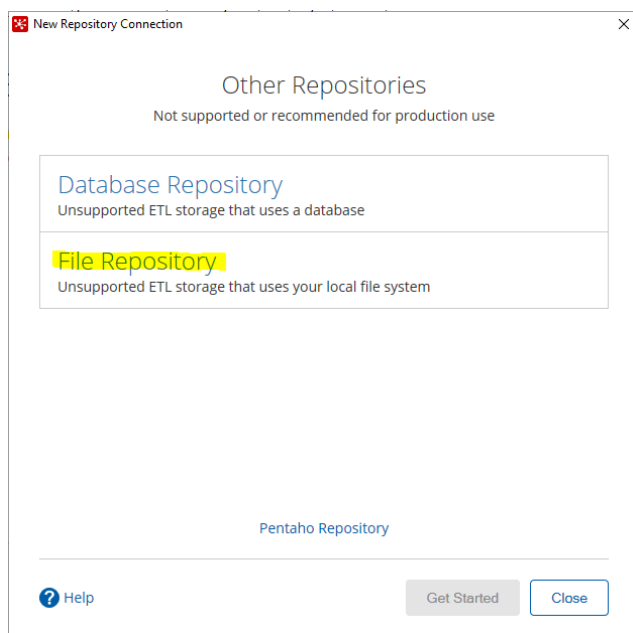 New Repository Connection
Other Repositories
Not supported or recommended for production use
Database Repository
Unsupported ETL storage that uses a database
File Repository
Unsupported ETL storage that uses your local file system
Pentaho Repository
? Help
Get Started
Close